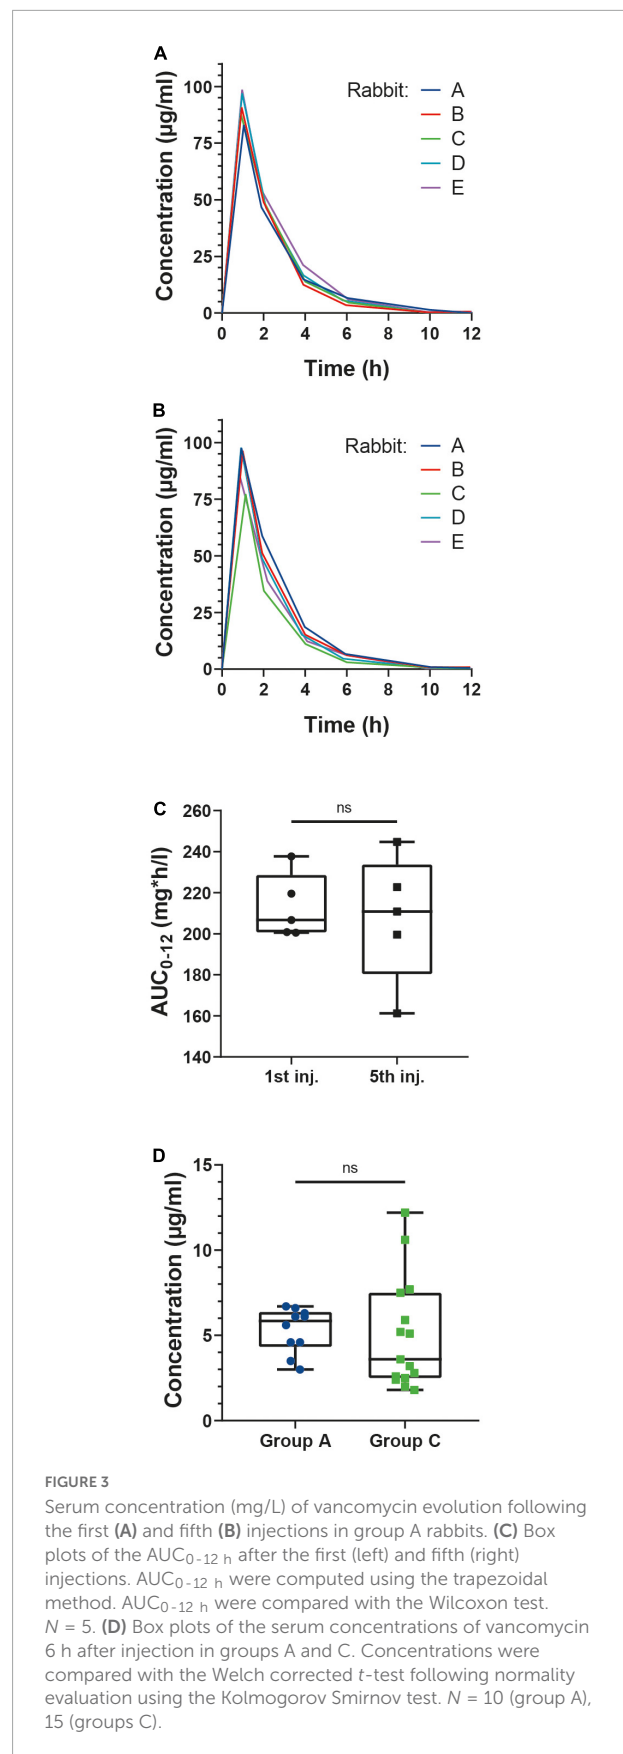 A
Concentration (µg/ml)
100
75
50
25
0
0 2 4 6 8 10 12
Time (h)
Rabbit: A
B
C
D
E
B
Concentration (µg/ml)
100
75
50
25
0
0 2 4 6 8 10 12
Time (h)
Rabbit: A
B
C
D
E
C
AUC0-12 (mg*h/l)
260
240
220
200
180
160
140
ns
1st inj. 5th inj.
D
Concentration (µg/ml)
15
10
5
0
ns
Group A Group C
FIGURE 3
Serum concentration (mg/L) of vancomycin evolution following
the first (A) and fifth (B) injections in group A rabbits. (C) Box
plots of the AUC0-12 h after the first (left) and fifth (right)
injections. AUC0-12 h were computed using the trapezoidal
method. AUC0-12 h were compared with the Wilcoxon test.
N = 5. (D) Box plots of the serum concentrations of vancomycin
6 h after injection in groups A and C. Concentrations were
compared with the Welch corrected t-test following normality
evaluation using the Kolmogorov Smirnov test. N = 10 (group A),
15 (groups C).